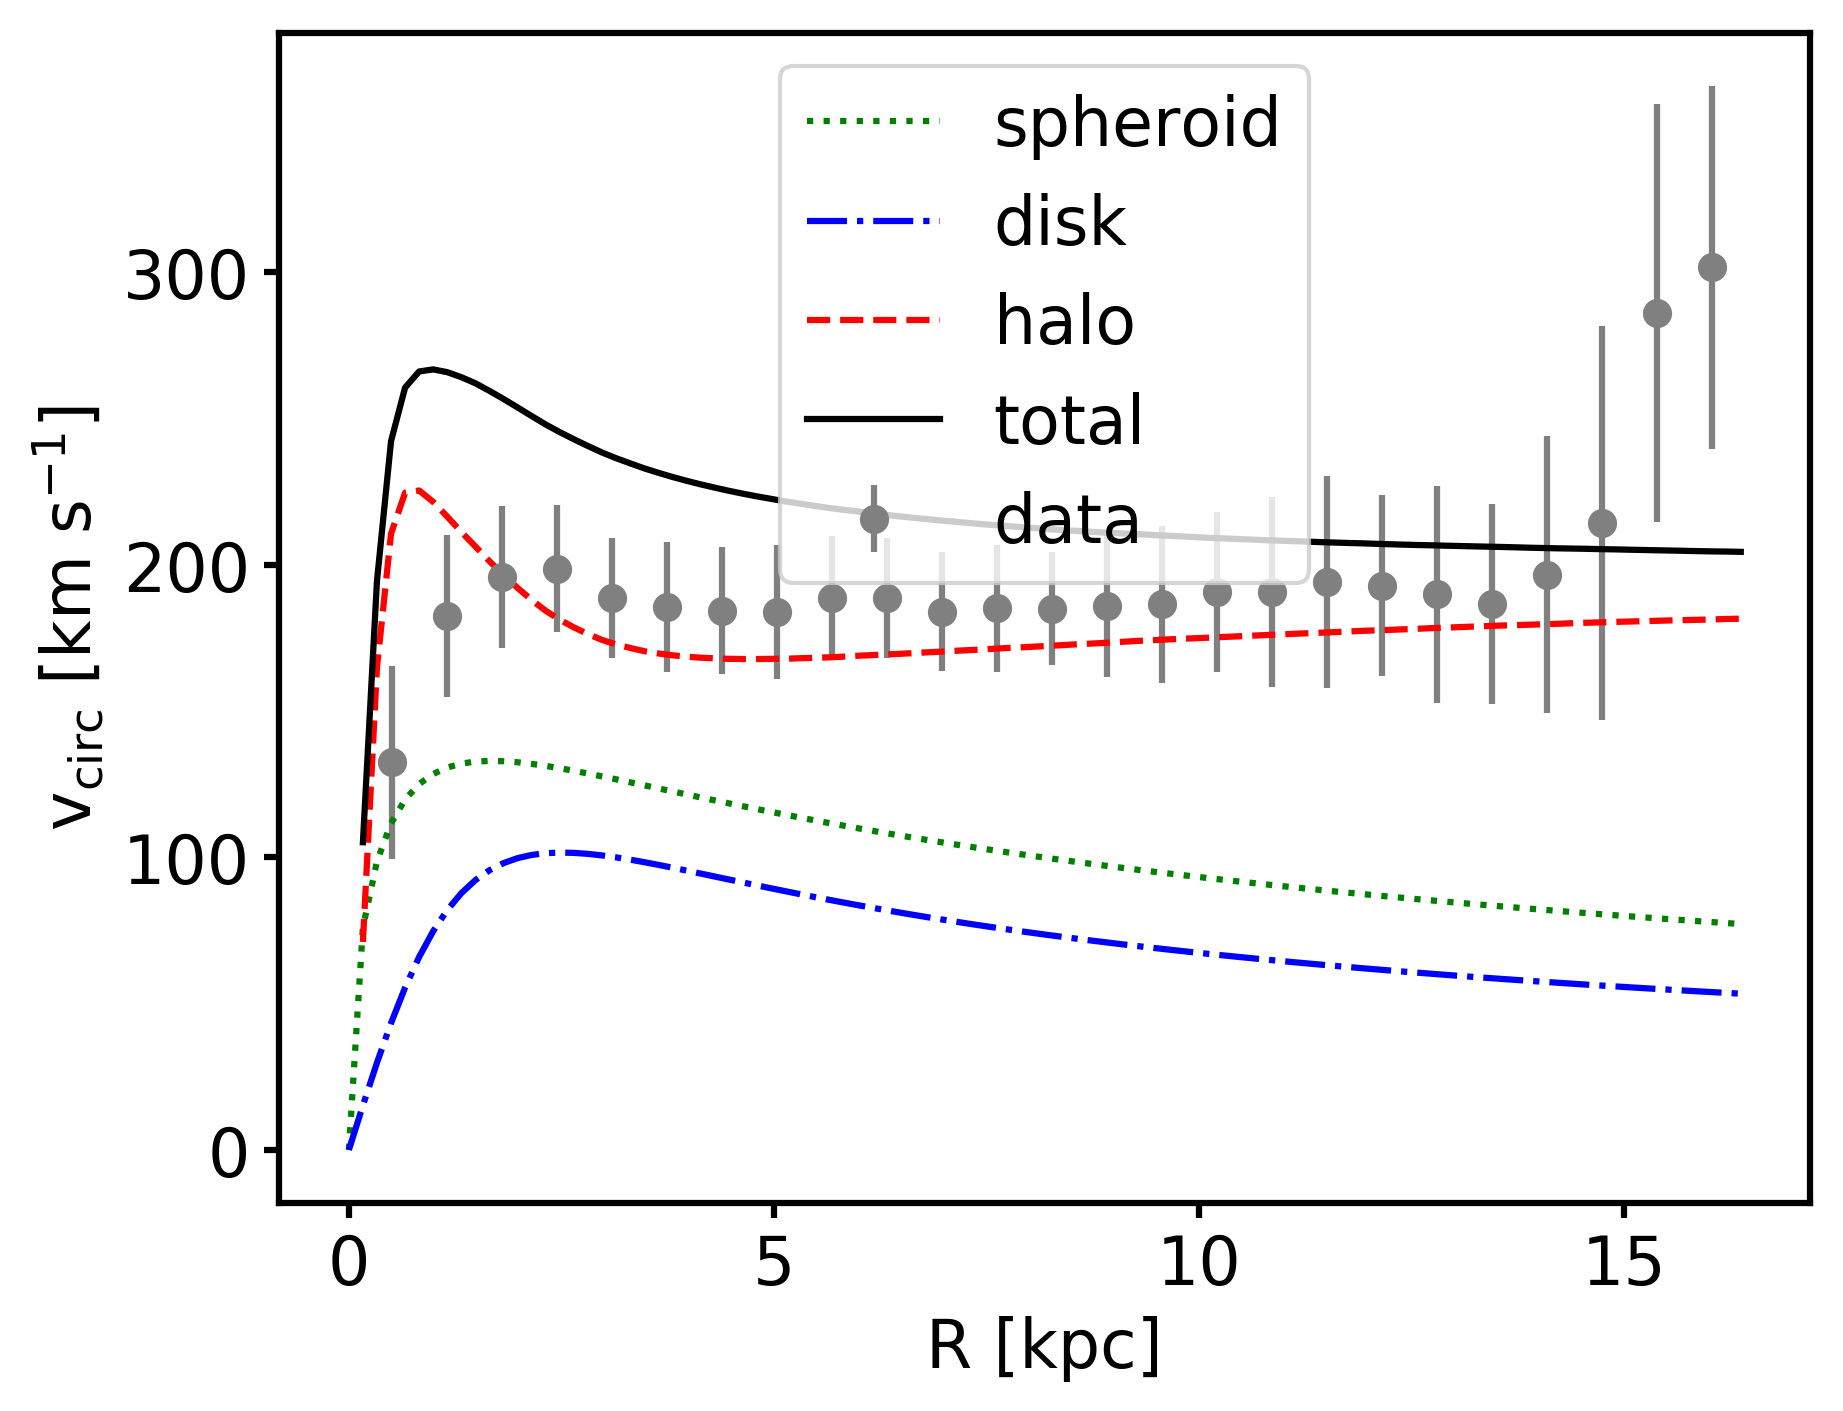 spheroid
disk
halo
total
data
300
200
100
0
v_circ [km s⁻¹]
0 5 10 15
R [kpc]